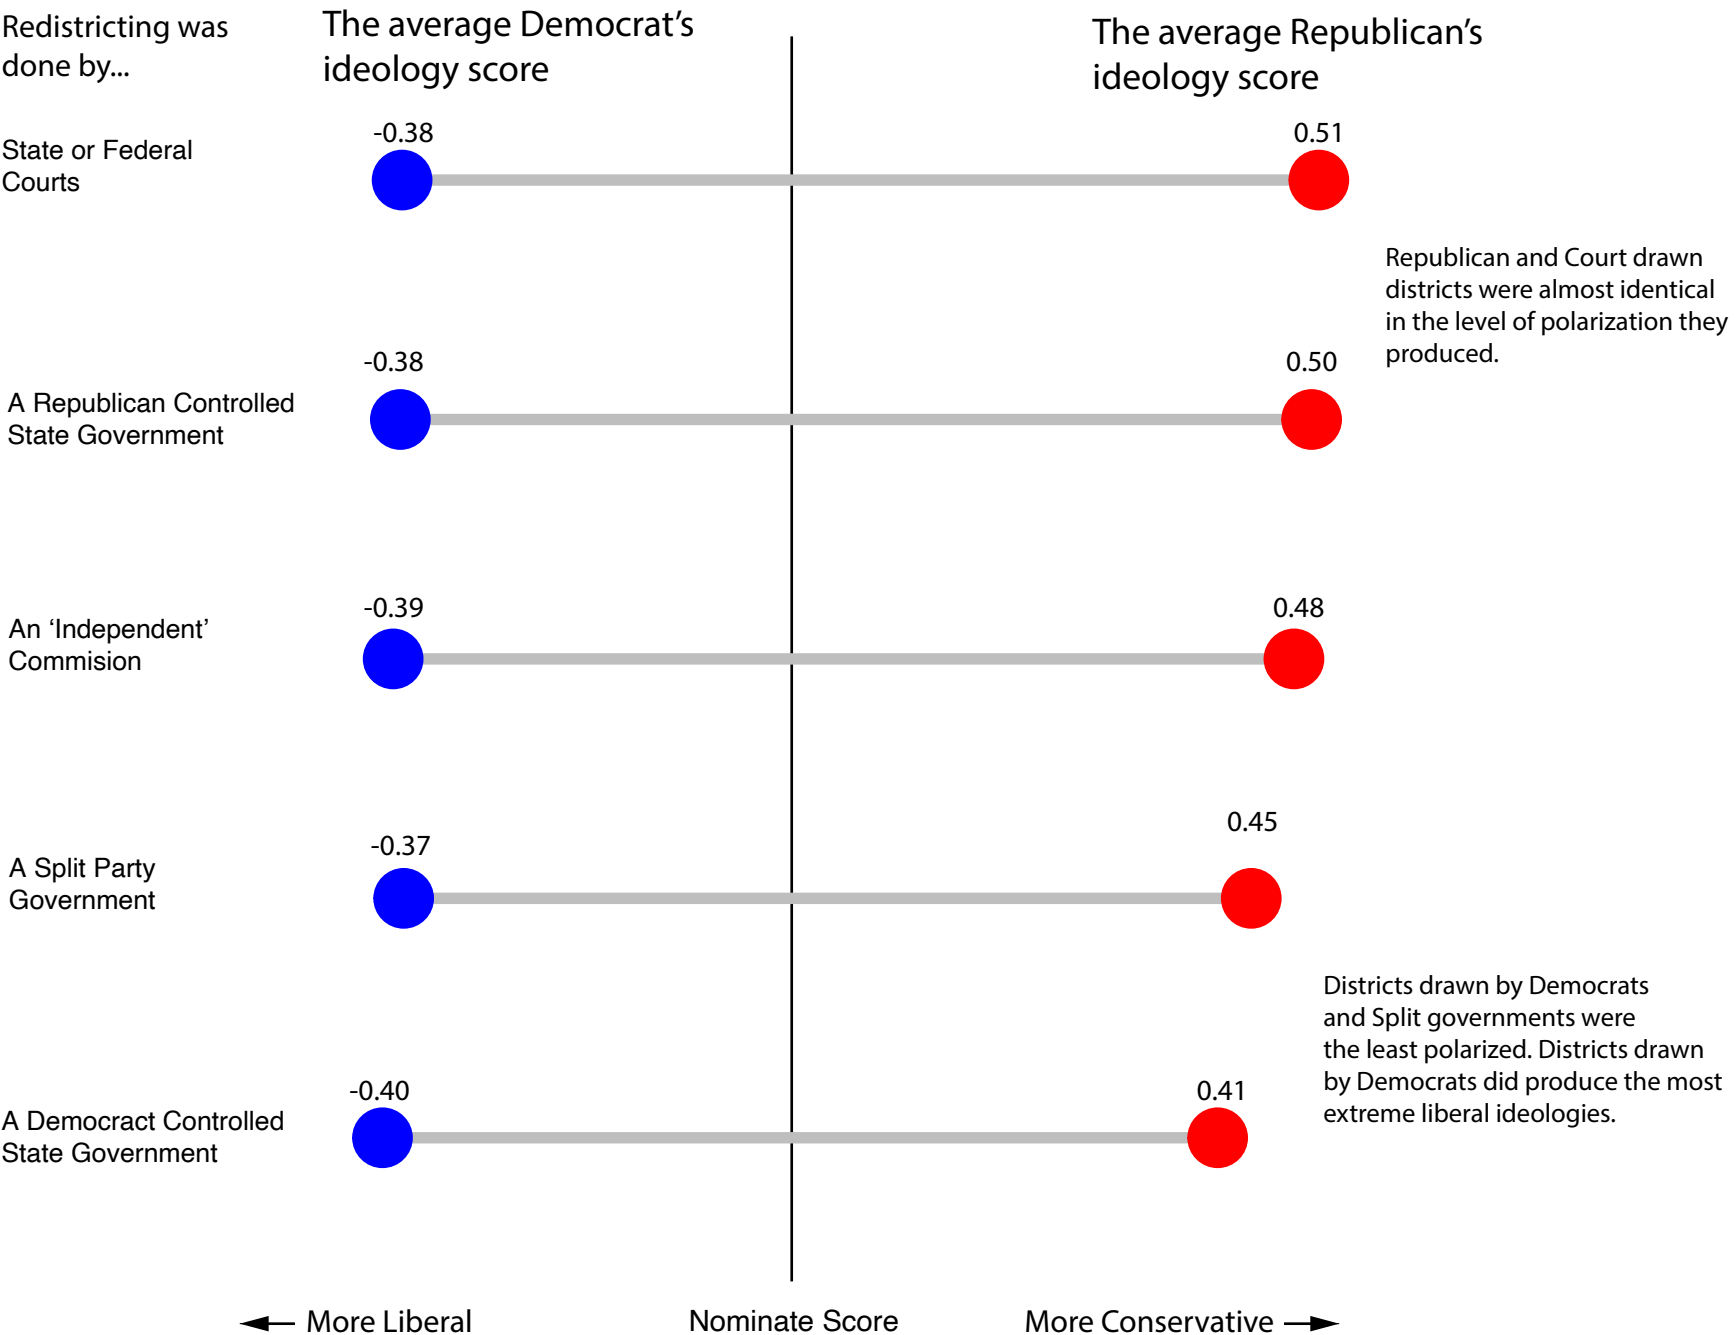 Redistricting was
done by...
The average Democrat’s
ideology score
The average Republican’s
ideology score
State or Federal
Courts
-0.38
0.51
Republican and Court drawn
districts were almost identical
in the level of polarization they
produced.
A Republican Controlled
State Government
-0.38
0.50
An ‘Independent’
Commision
-0.39
0.48
A Split Party
Government
-0.37
0.45
Districts drawn by Democrats
and Split governments were
the least polarized. Districts drawn
by Democrats did produce the most
extreme liberal ideologies.
A Democract Controlled
State Government
-0.40
0.41
More Liberal
Nominate Score
More Conservative